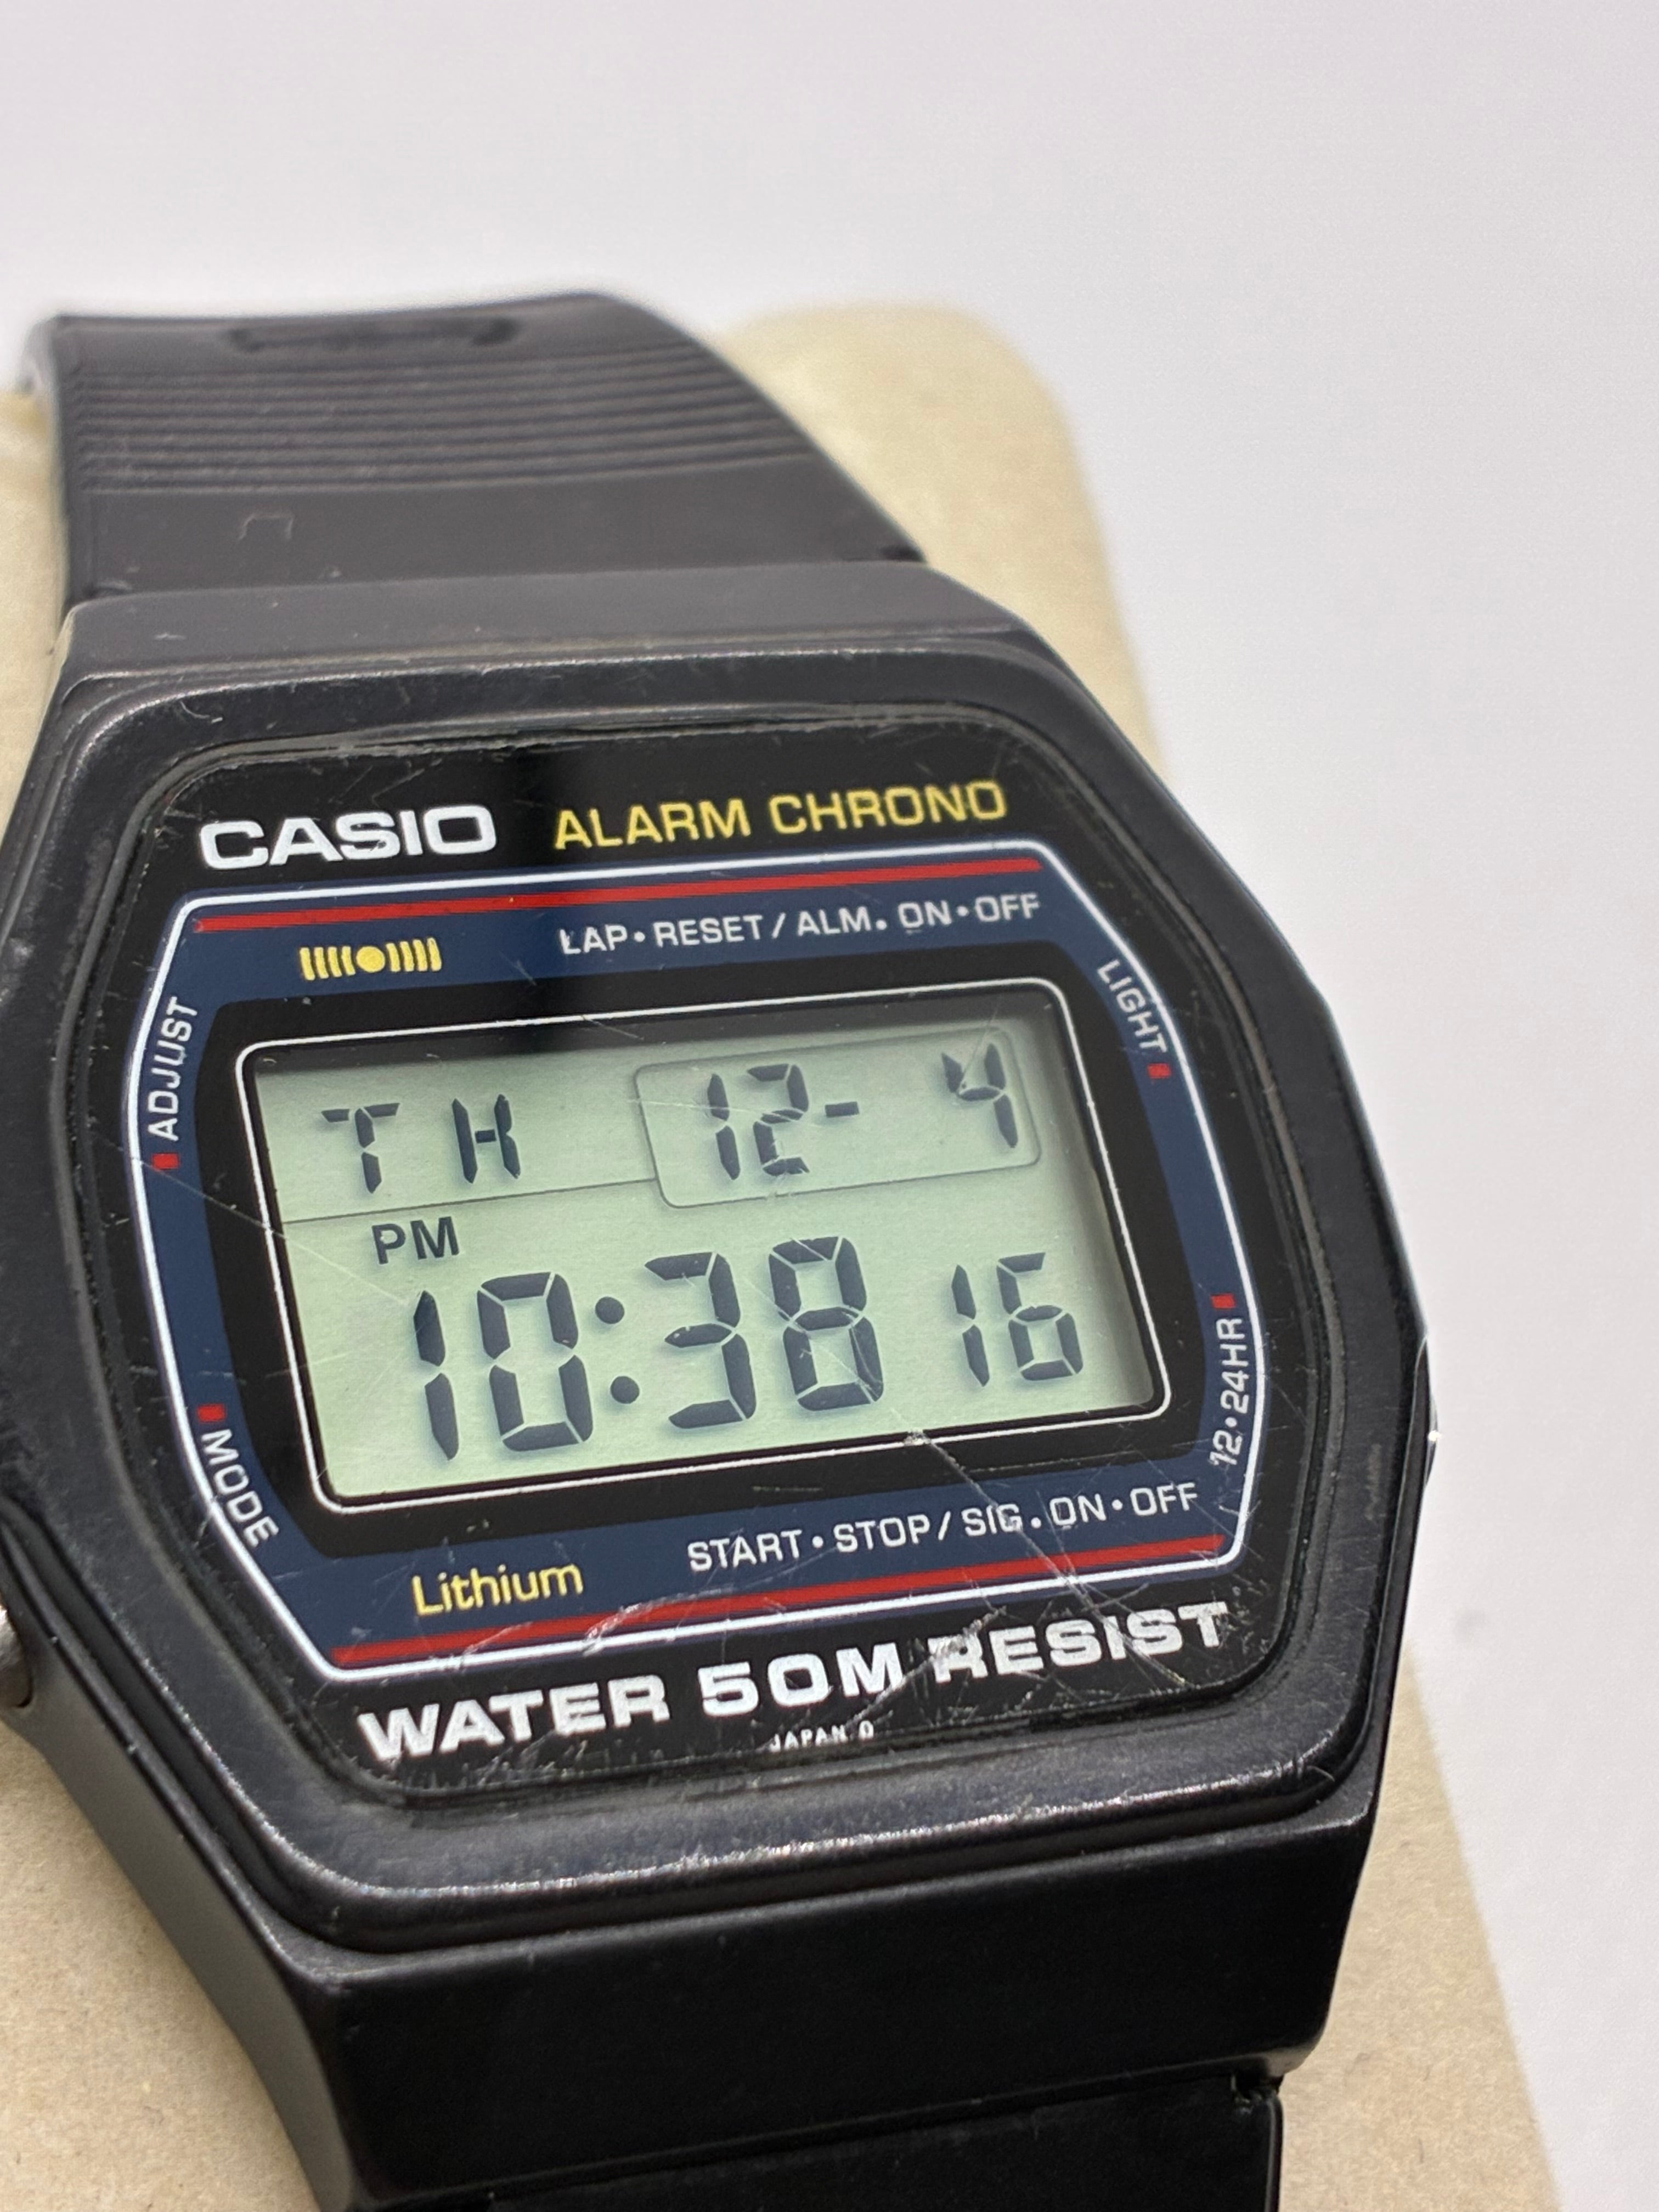 CASIO ALARM CHRONO
LAP•RESET/ALM. ON•OFF
ADJUST
LIGHT
TH 12- 4
PM
10:38 16
MODE
12•24HR
START•STOP/SIG. ON•OFF
Lithium
WATER 50M RESIST
JAPAN